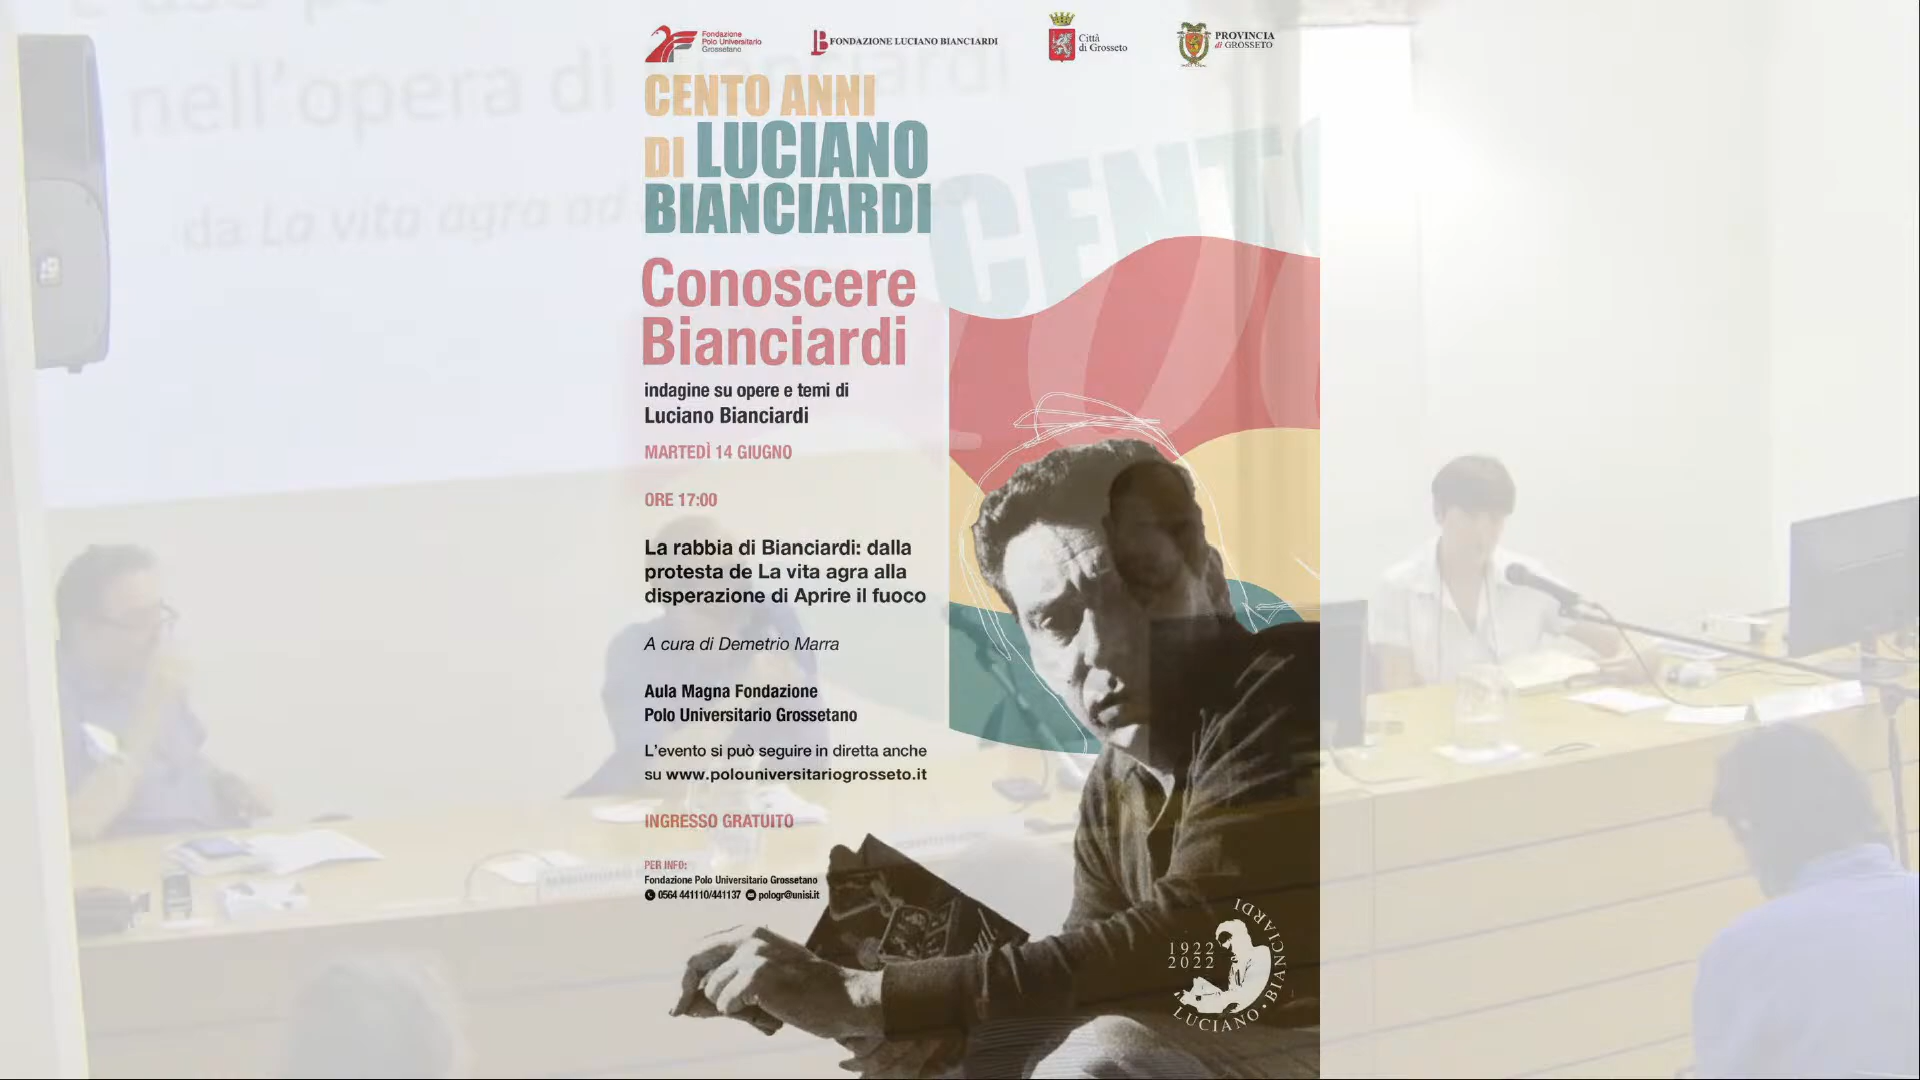 Fondazione
Polo Universitario
Grossetano
FONDAZIONE LUCIANO BIANCIARDI
Città
di Grosseto
PROVINCIA
di GROSSETO
nell'opera di
da La vita agra ad
CENTO ANNI
DI LUCIANO
BIANCIARDI
CENTO
Conoscere
Bianciardi
indagine su opere e temi di
Luciano Bianciardi
MARTEDÌ 14 GIUGNO
ORE 17:00
La rabbia di Bianciardi: dalla
protesta de La vita agra alla
disperazione di Aprire il fuoco
A cura di Demetrio Marra
Aula Magna Fondazione
Polo Universitario Grossetano
L'evento si può seguire in diretta anche
su www.polouniversitariogrosseto.it
INGRESSO GRATUITO
PER INFO:
Fondazione Polo Universitario Grossetano
0564 441110/441137 pologr@unisi.it
1922
2022
LUCIANO • BIANCIARDI